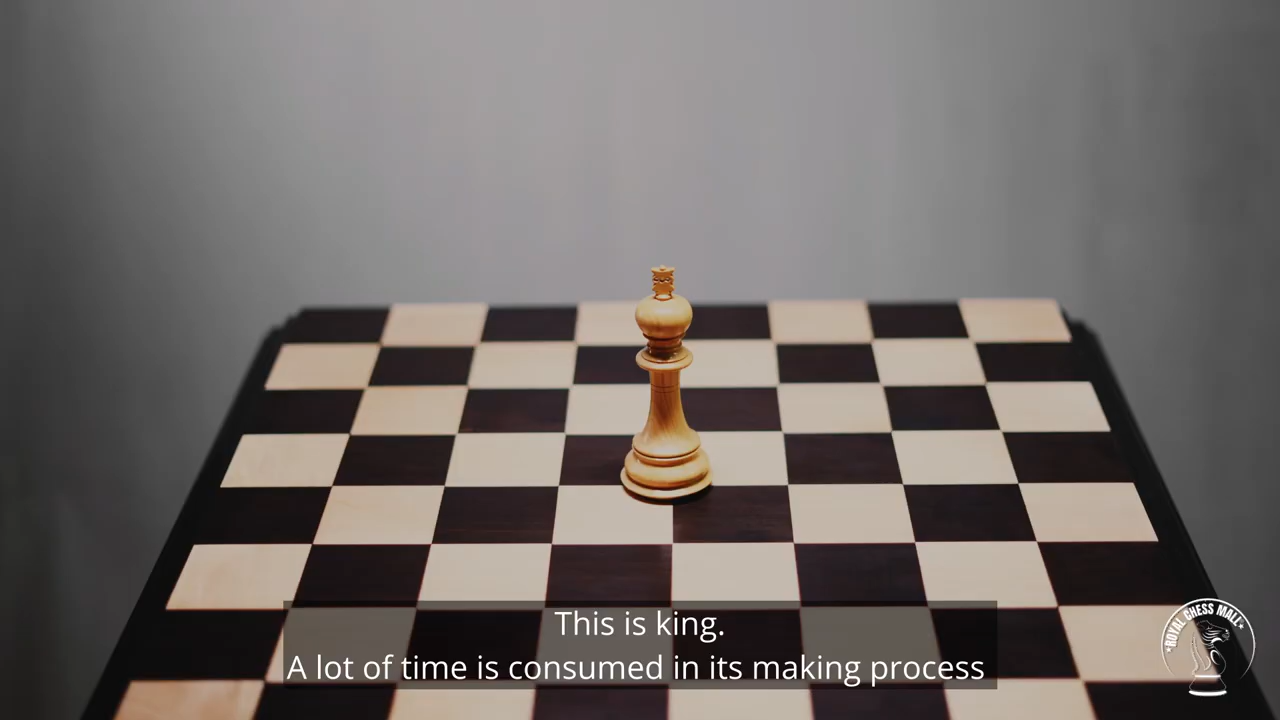 This is king.
A lot of time is consumed in its making process
*ROYAL CHESS MALL*